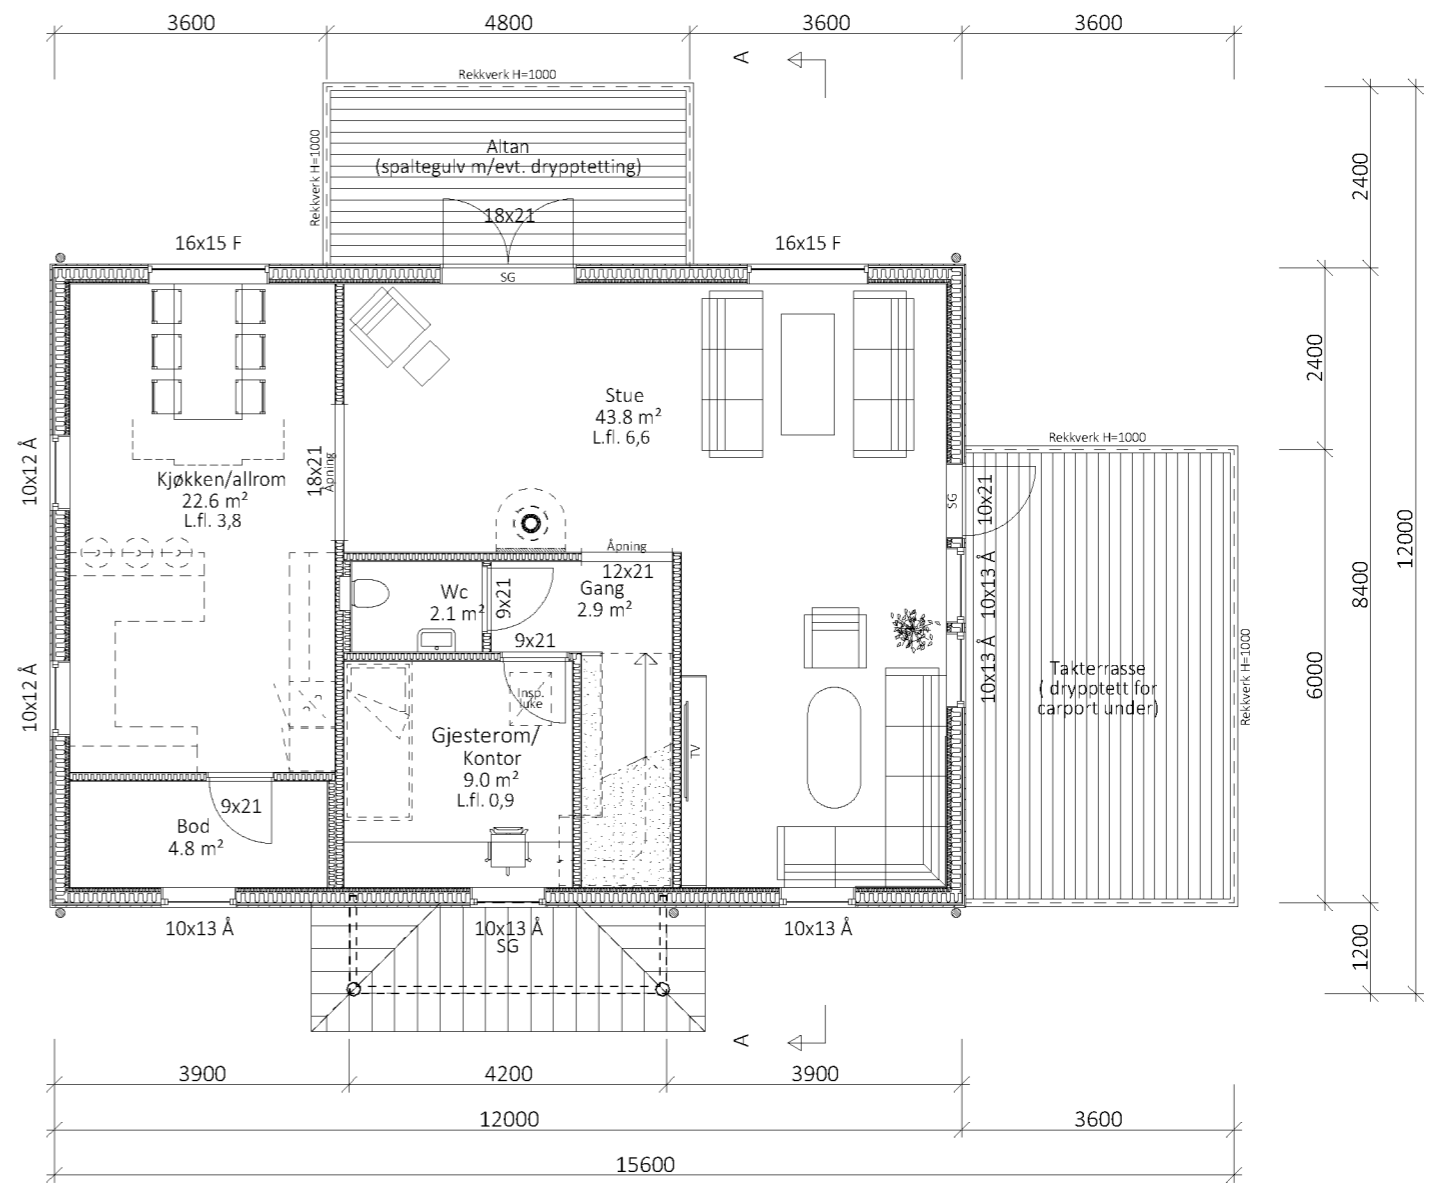 3600
4800
3600
3600
A
Rekkverk H=1000
Rekkverk H=1000
Altan
(spaltegulv m/evt. drypptetting)
18x21
2400
16x15 F
16x15 F
SG
2400
Stue
43.8 m²
L.fl. 6,6
Rekkverk H=1000
10x12 Å
18x21
Åpning
Kjøkken/allrom
22.6 m²
L.fl. 3,8
SG
10x21
12000
8400
Åpning
12x21
Gang
2.9 m²
Wc
2.1 m²
9x21
9x21
10x13 Å
10x13 Å
6000
Rekkverk H=1000
Takterrasse
( drypptett for
carport under)
10x12 Å
Insp.
luke
Gjesterom/
Kontor
9.0 m²
L.fl. 0,9
TV
9x21
Bod
4.8 m²
10x13 Å
10x13 Å
SG
10x13 Å
1200
A
3900
4200
3900
12000
3600
15600